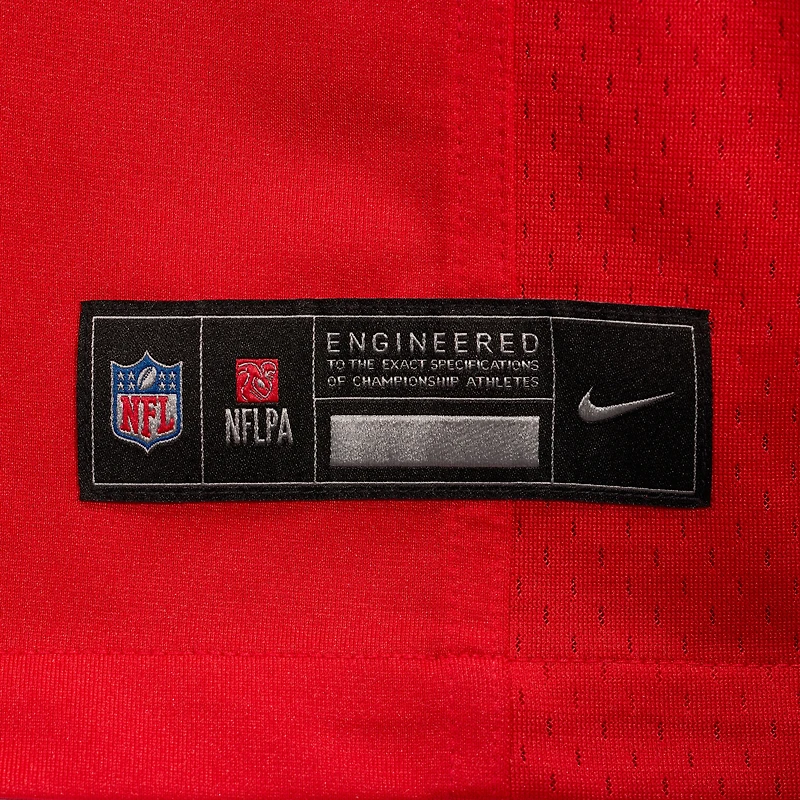 NFL
NFLPA
ENGINEERED
TO THE EXACT SPECIFICATIONS
OF CHAMPIONSHIP ATHLETES